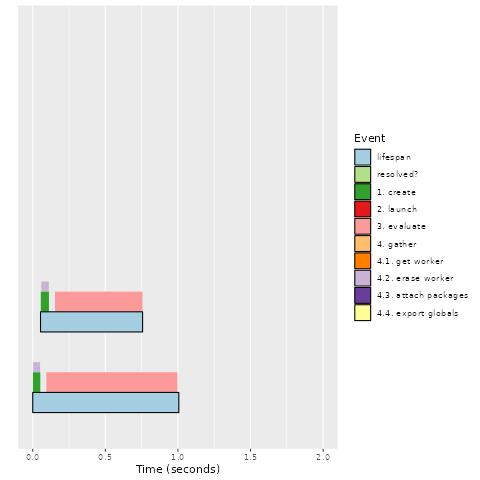 Event
lifespan
resolved?
1. create
2. launch
3. evaluate
4. gather
4.1. get worker
4.2. erase worker
4.3. attach packages
4.4. export globals
0.0 0.5 1.0 1.5 2.0
Time (seconds)